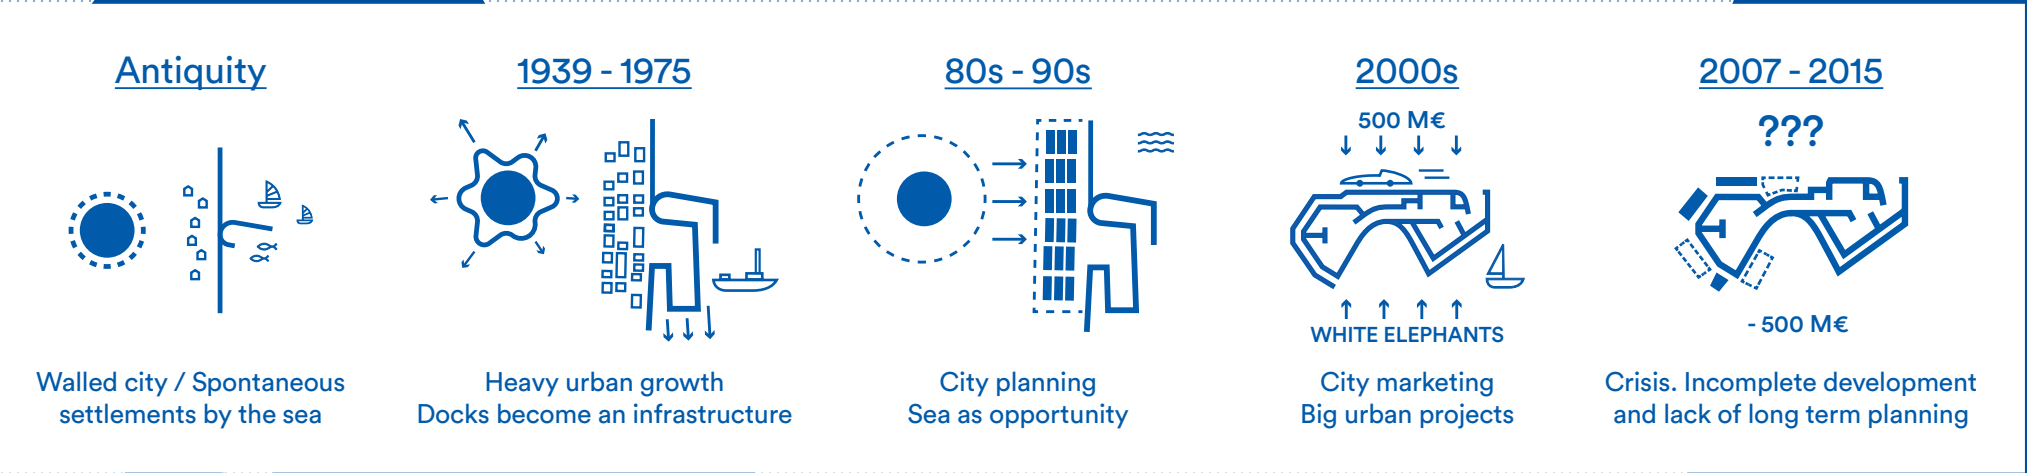 Antiquity
Walled city / Spontaneous
settlements by the sea
1939 - 1975
Heavy urban growth
Docks become an infrastructure
80s - 90s
City planning
Sea as opportunity
2000s
500 M€
WHITE ELEPHANTS
City marketing
Big urban projects
2007 - 2015
???
- 500 M€
Crisis. Incomplete development
and lack of long term planning